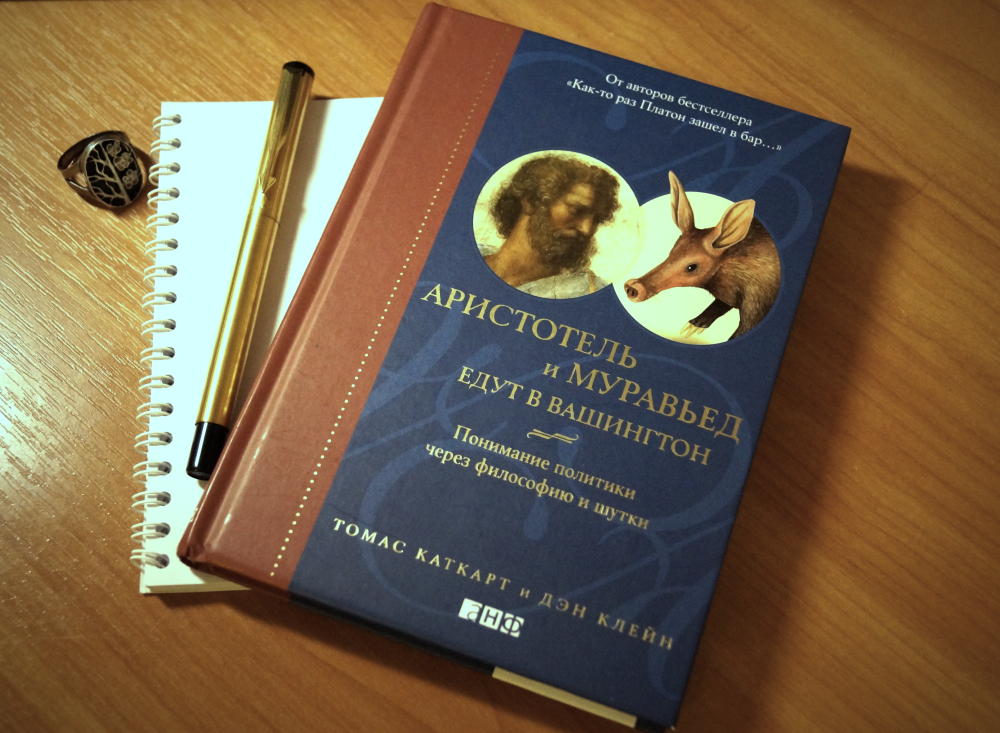 От авторов бестселлера
«Как-то раз Платон зашел в бар...»
АРИСТОТЕЛЬ
и МУРАВЬЕД
ЕДУТ В ВАШИНГТОН
Понимание политики
через философию и шутки
ТОМАС КАТКАРТ и ДЭН КЛЕЙН
анф